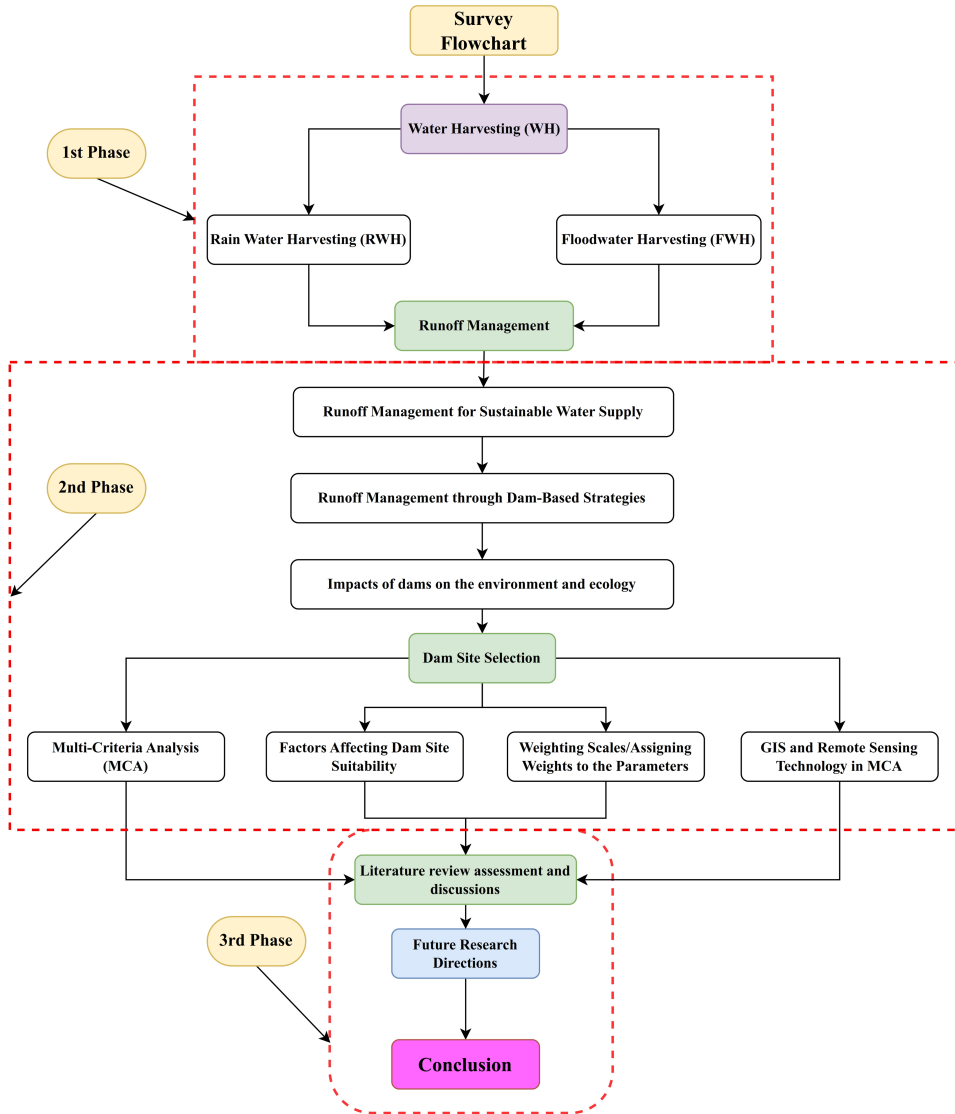 Survey
Flowchart
Water Harvesting (WH)
1st Phase
Rain Water Harvesting (RWH)
Floodwater Harvesting (FWH)
Runoff Management
Runoff Management for Sustainable Water Supply
2nd Phase
Runoff Management through Dam-Based Strategies
Impacts of dams on the environment and ecology
Dam Site Selection
Multi-Criteria Analysis
(MCA)
Factors Affecting Dam Site
Suitability
Weighting Scales/Assigning
Weights to the Parameters
GIS and Remote Sensing
Technology in MCA
Literature review assessment and
discussions
3rd Phase
Future Research
Directions
Conclusion